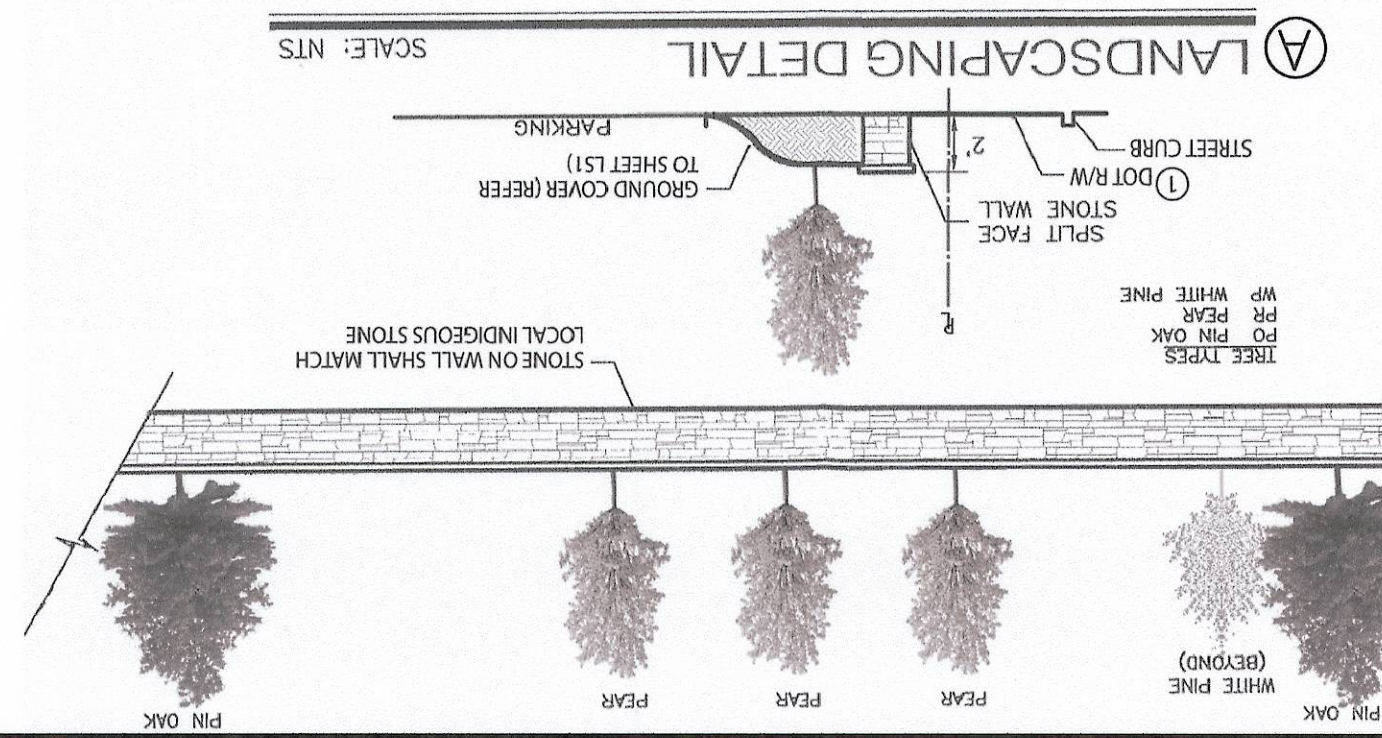 PIN OAK
WHITE PINE
(BEYOND)
PEAR
PEAR
PEAR
PIN OAK
STONE ON WALL SHALL MATCH
LOCAL INDIGEOUS STONE
TREE TYPES
PO PIN OAK
PR PEAR
WP WHITE PINE
PL
SPLIT FACE
STONE WALL
1 DOT R/W
STREET CURB
2'
GROUND COVER (REFER
TO SHEET LS1)
PARKING
A LANDSCAPING DETAIL
SCALE: NTS